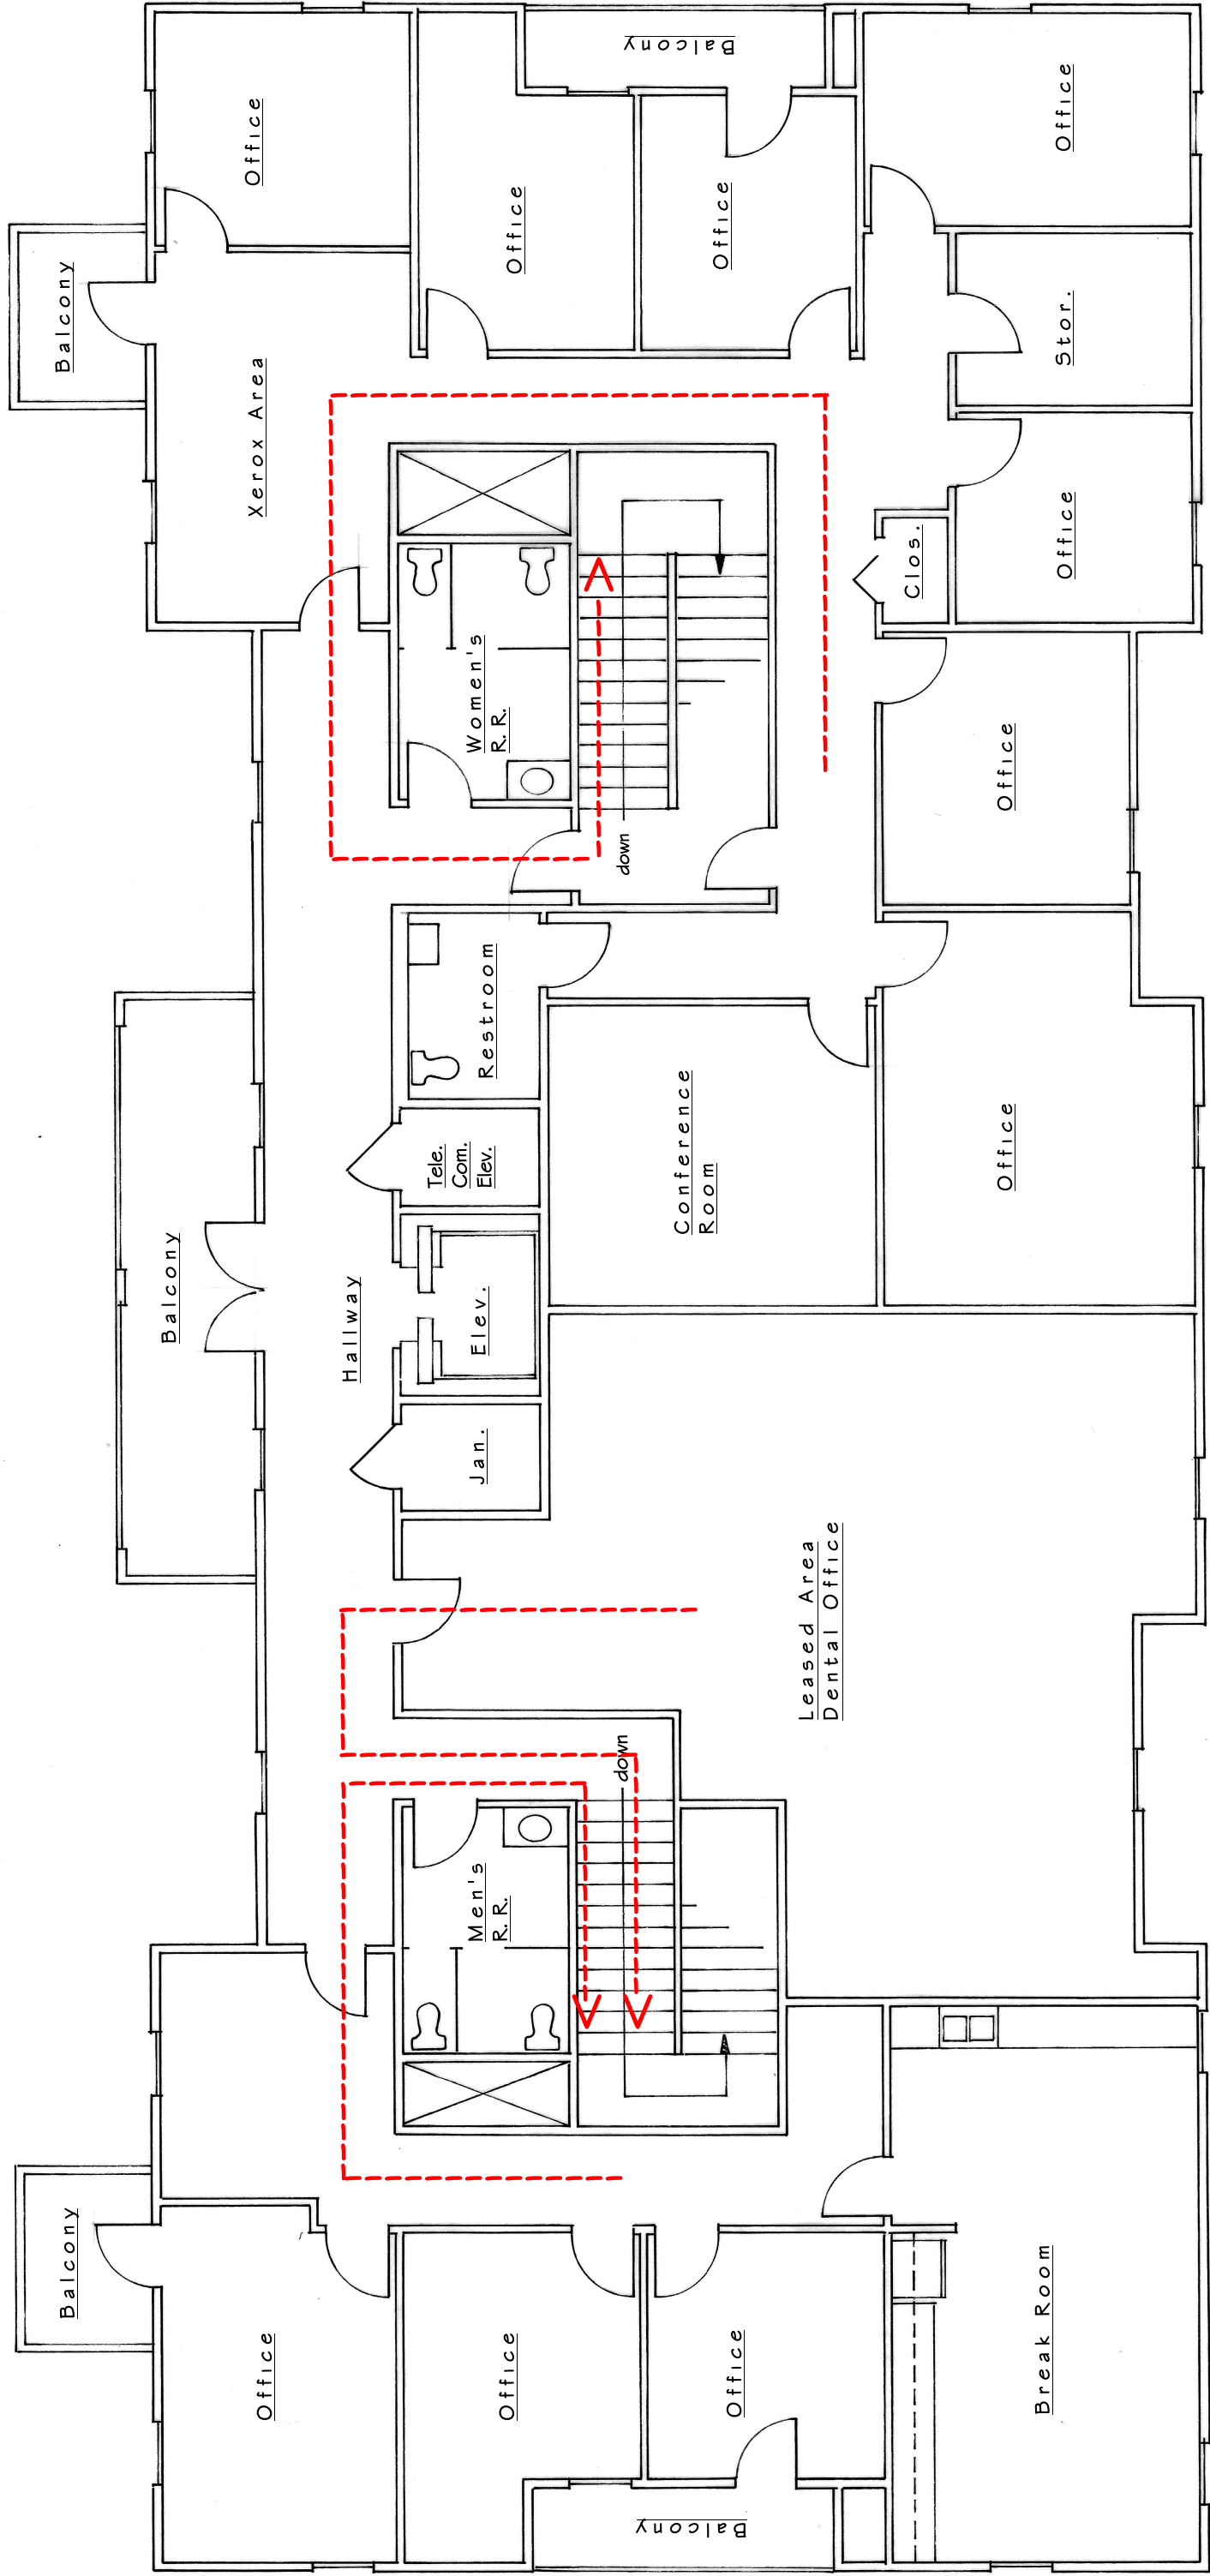 Balcony
Office
Office
Office
Office
Balcony
Xerox Area
Stor.
Office
Clos.
Women's
R.R.
down
Office
Restroom
Tele.
Com.
Elev.
Conference
Room
Office
Balcony
Hallway
Elev.
Jan.
Leased Area
Dental Office
down
Men's
R.R.
Balcony
Office
Office
Office
Break Room
Balcony